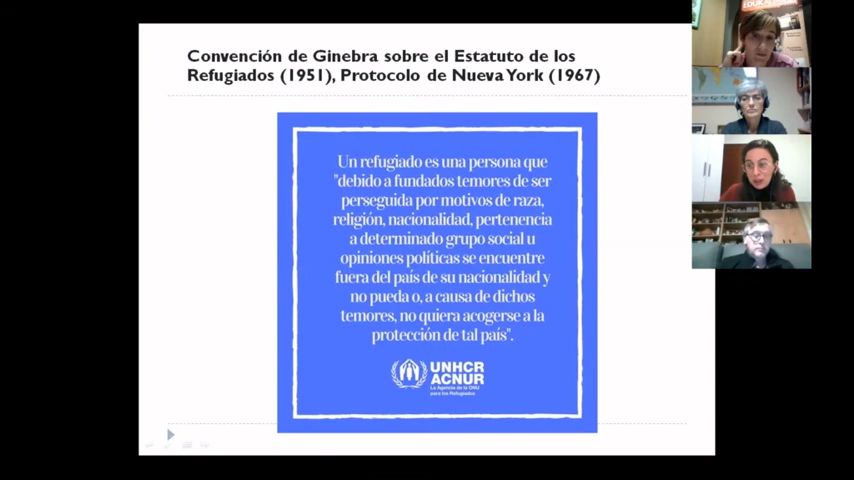 Convención de Ginebra sobre el Estatuto de los
Refugiados (1951), Protocolo de Nueva York (1967)
Un refugiado es una persona que
"debido a fundados temores de ser
perseguida por motivos de raza,
religión, nacionalidad, pertenencia
a determinado grupo social u
opiniones políticas se encuentre
fuera del país de su nacionalidad y
no pueda o, a causa de dichos
temores, no quiera acogerse a la
protección de tal país".
UNHCR
ACNUR
La Agencia de la ONU
para los Refugiados